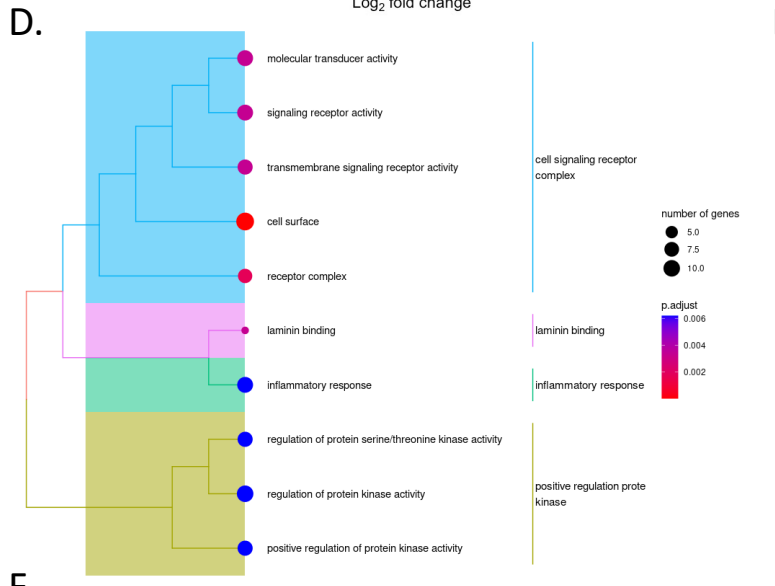 Log2 fold change
D.
molecular transducer activity
signaling receptor activity
transmembrane signaling receptor activity
cell surface
receptor complex
laminin binding
inflammatory response
regulation of protein serine/threonine kinase activity
regulation of protein kinase activity
positive regulation of protein kinase activity
cell signaling receptor
complex
laminin binding
inflammatory response
positive regulation prote
kinase
number of genes
5.0
7.5
10.0
p.adjust
0.006
0.004
0.002